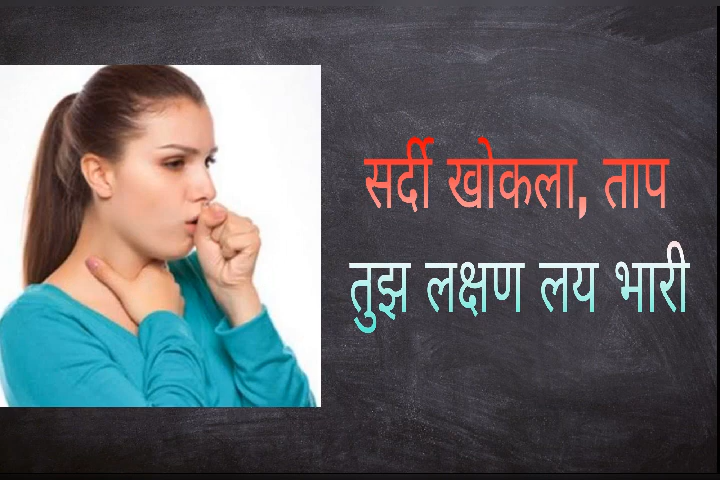 सर्दी खोकला, ताप
तुझ लक्षण लय भारी